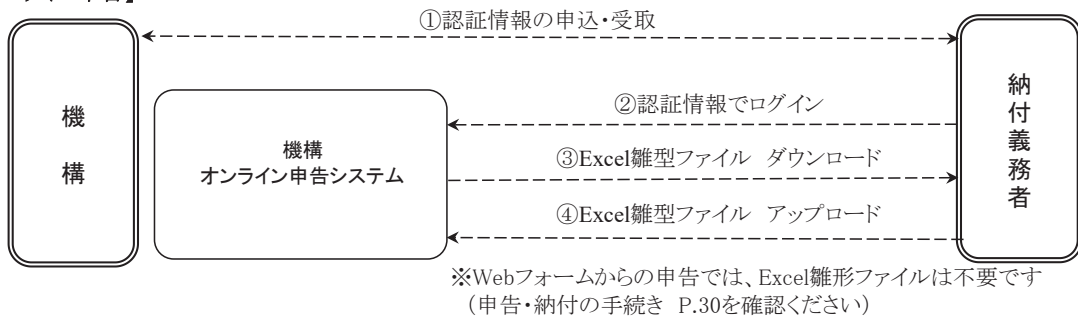 ①認証情報の申込・受取
機
構
機構
オンライン申告システム
②認証情報でログイン
③Excel雛型ファイル ダウンロード
④Excel雛型ファイル アップロード
納
付
義
務
者
※Webフォームからの申告では、Excel雛形ファイルは不要です
（申告・納付の手続き P.30を確認ください）